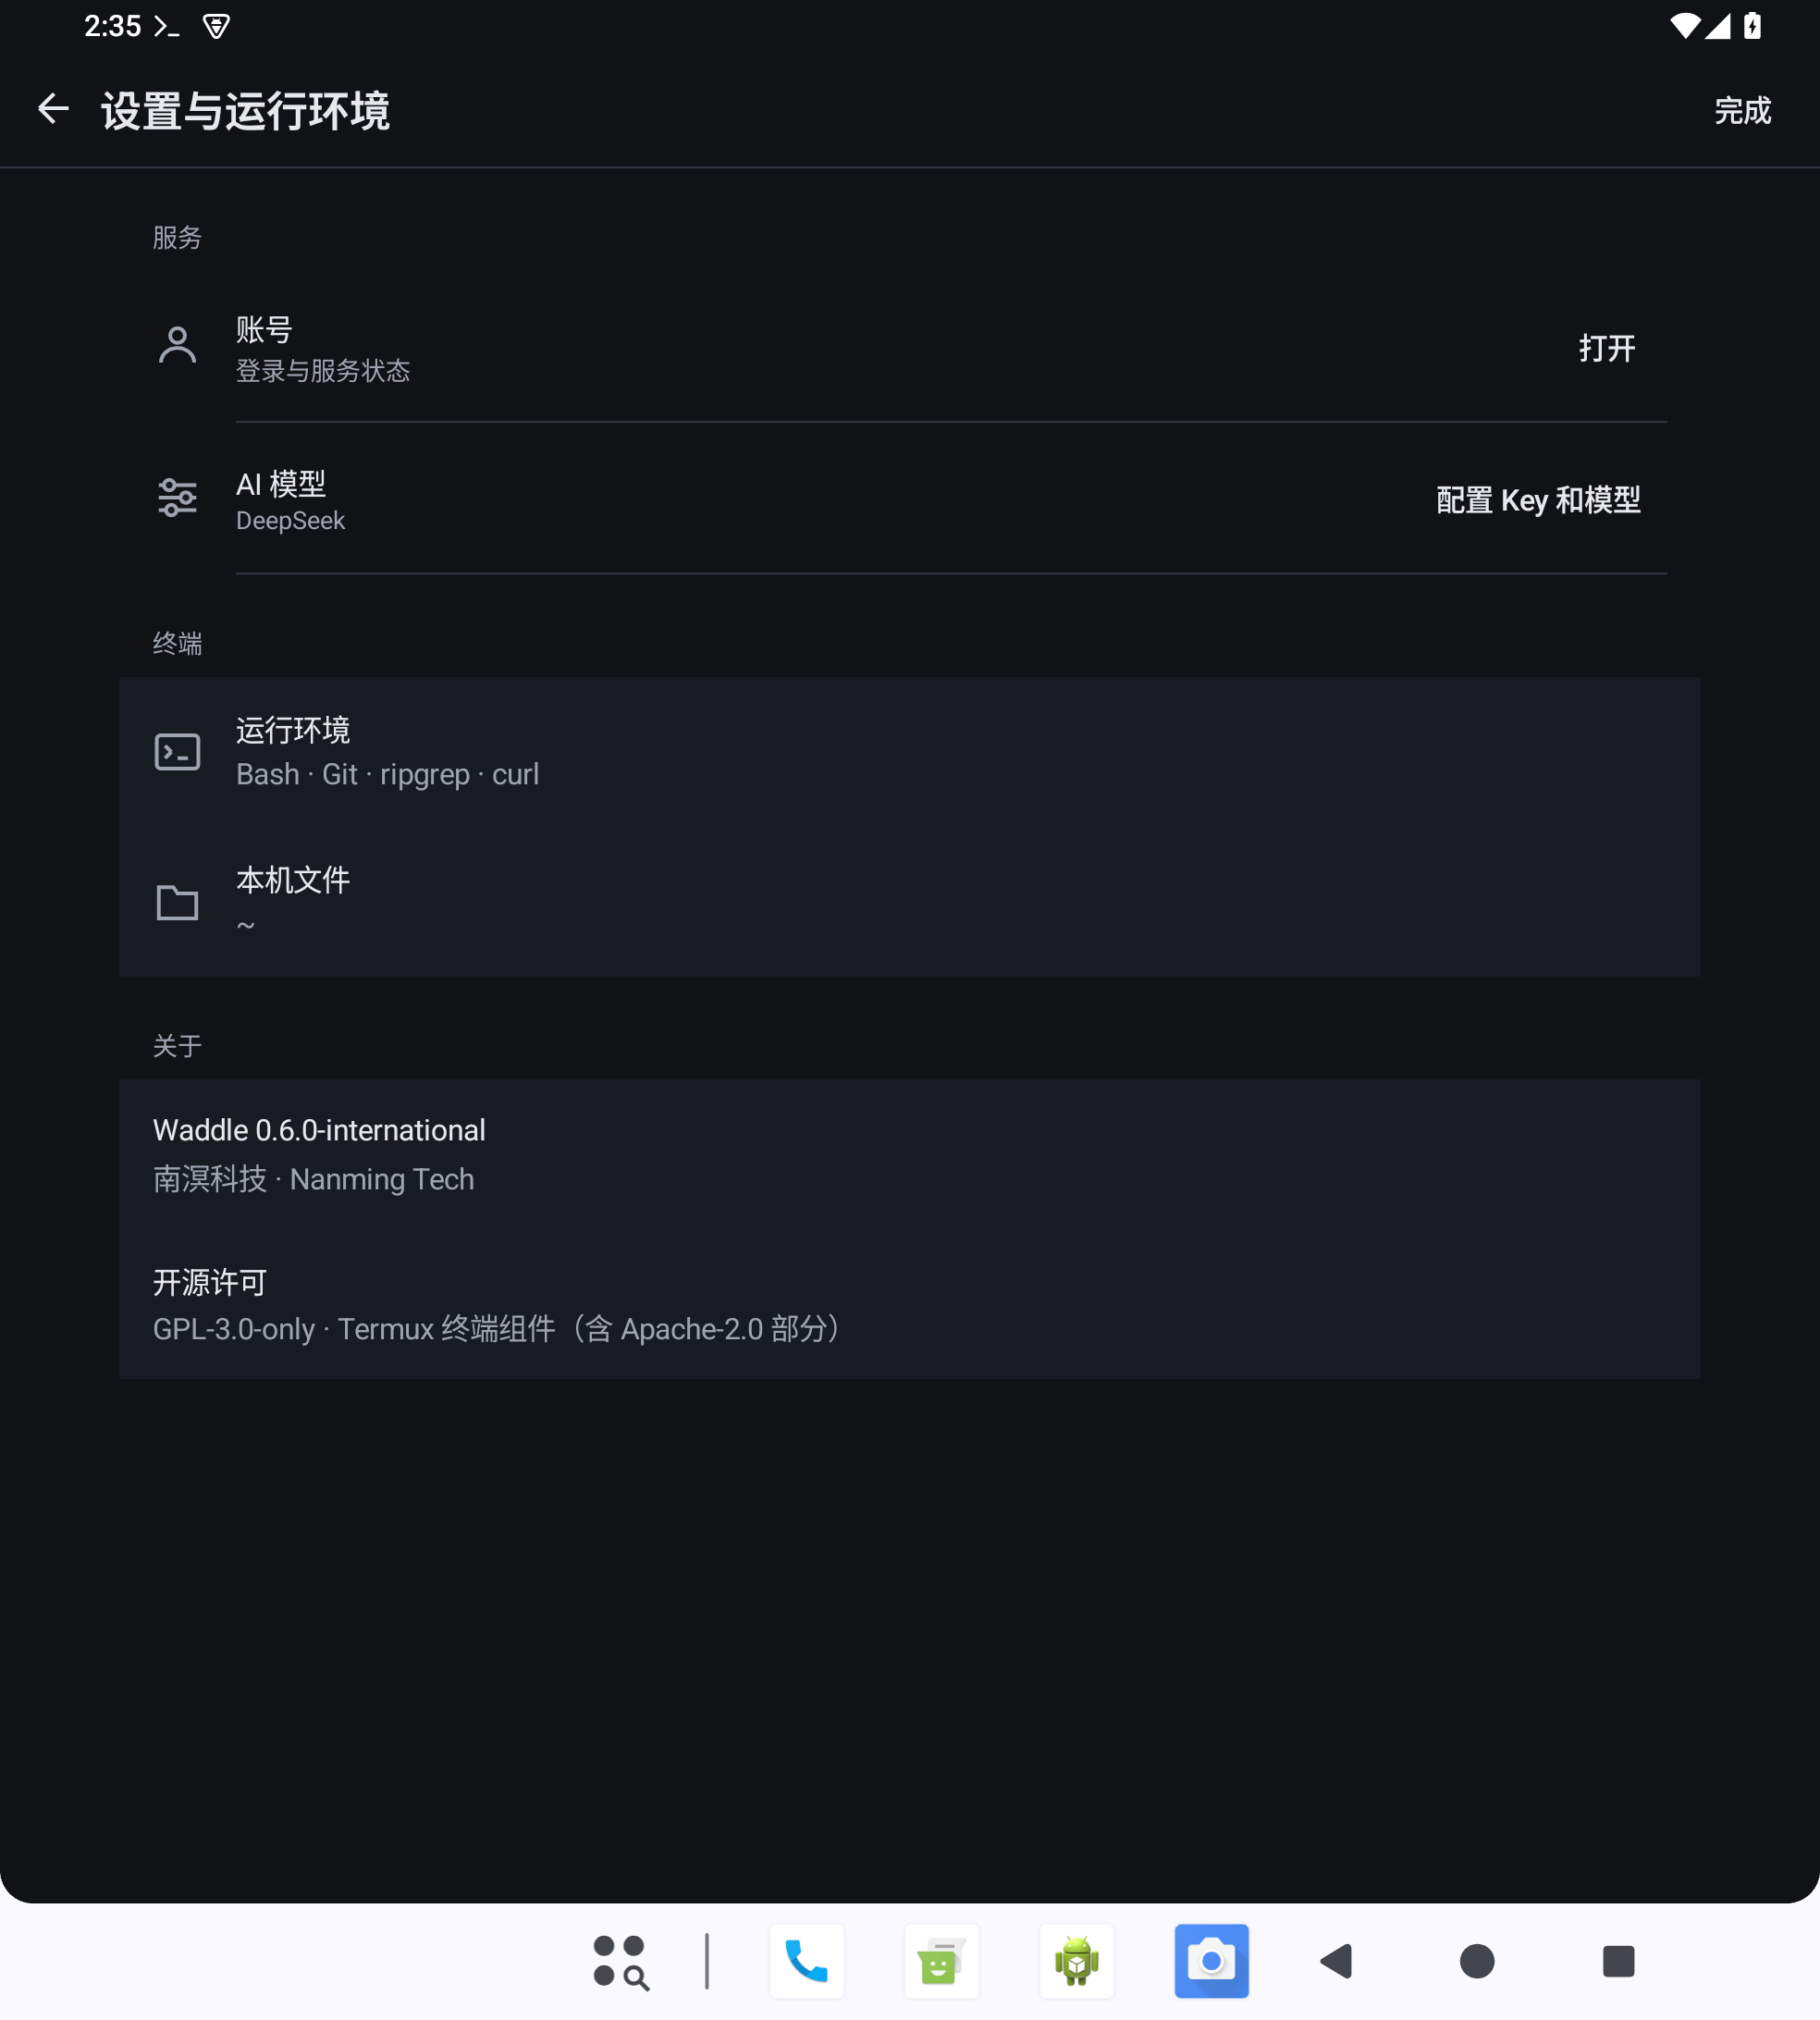 2:35
设置与运行环境
完成
服务
账号
登录与服务状态
打开
AI 模型
DeepSeek
配置 Key 和模型
终端
运行环境
Bash · Git · ripgrep · curl
本机文件
~
关于
Waddle 0.6.0-international
南溟科技 · Nanming Tech
开源许可
GPL-3.0-only · Termux 终端组件（含 Apache-2.0 部分）